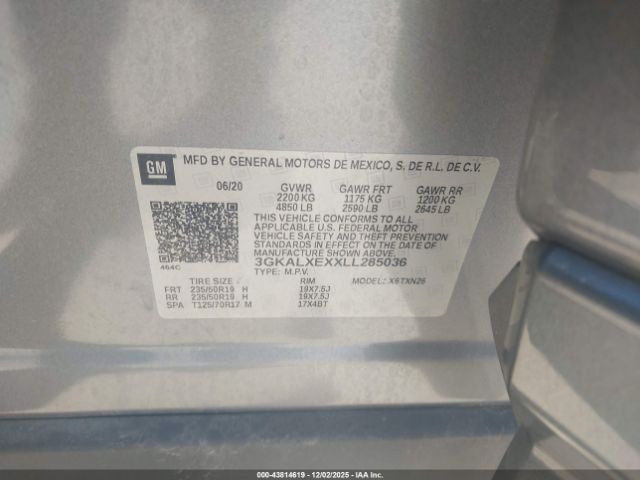 GM MFD BY GENERAL MOTORS DE MEXICO, S. DE R.L. DE C.V.
06/20 GVWR GAWR FRT GAWR RR
2200 KG 1175 KG 1200 KG
4850 LB 2590 LB 2645 LB
THIS VEHICLE CONFORMS TO ALL
APPLICABLE U.S. FEDERAL MOTOR
VEHICLE SAFETY AND THEFT PREVENTION
STANDARDS IN EFFECT ON THE DATE OF
MANUFACTURE SHOWN ABOVE.
3GKALXEXXLL285036
464C TYPE: M.P.V. MODEL: X6TXN26
TIRE SIZE RIM
FRT 235/50R19 H 19X7.5J
RR 235/50R19 H 19X7.5J
SPA T125/70R17 M 17X4BT
000-43814619 - 12/02/2025 - IAAI.com